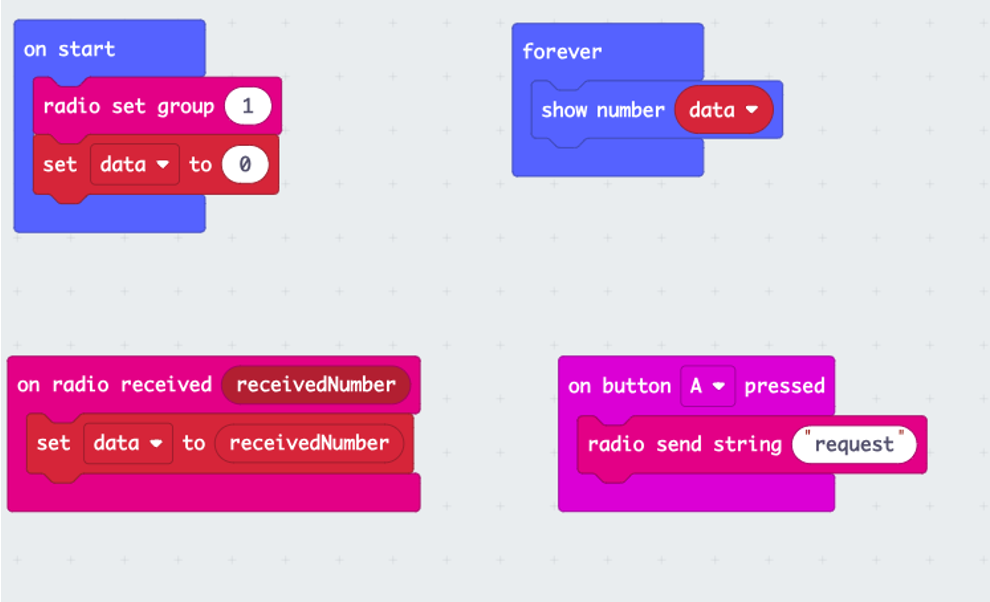 on start
radio set group 1
set data to 0
forever
show number data
on radio received receivedNumber
set data to receivedNumber
on button A pressed
radio send string "request"